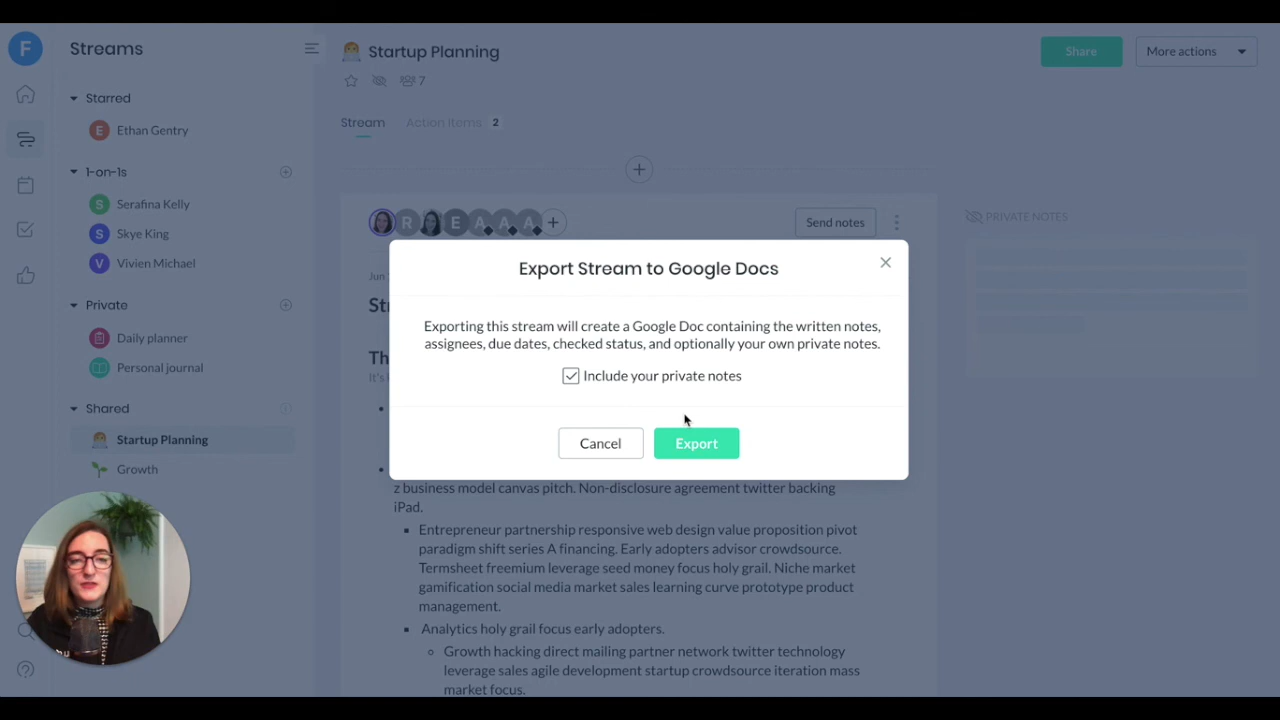 F
Streams
Starred
E Ethan Gentry
1-on-1s
S Serafina Kelly
S Skye King
V Vivien Michael
Private
Daily planner
Personal journal
Shared
Startup Planning
Growth
Startup Planning
7
Share
More actions
Stream
Action Items 2
R E A A A
Send notes
PRIVATE NOTES
Jun
Export Stream to Google Docs
Exporting this stream will create a Google Doc containing the written notes,
assignees, due dates, checked status, and optionally your own private notes.
Include your private notes
Cancel
Export
z business model canvas pitch. Non-disclosure agreement twitter backing
iPad.
Entrepreneur partnership responsive web design value proposition pivot
paradigm shift series A financing. Early adopters advisor crowdsource.
Termsheet freemium leverage seed money focus holy grail. Niche market
gamification social media market sales learning curve prototype product
management.
Analytics holy grail focus early adopters.
Growth hacking direct mailing partner network twitter technology
leverage sales agile development startup crowdsource iteration mass
market focus.